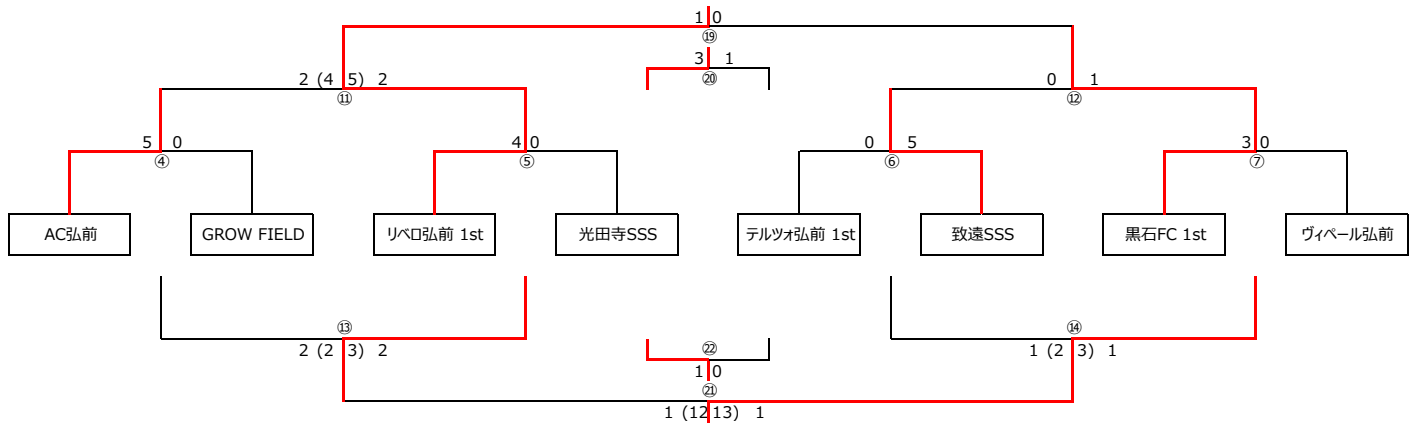 1 0
⑲
3 1
⑳
2 (4 5) 2
⑪
0 1
⑫
5 0
④
4 0
⑤
0 5
⑥
3 0
⑦
AC弘前
GROW FIELD
リベロ弘前 1st
光田寺SSS
テルツォ弘前 1st
致遠SSS
黒石FC 1st
ヴィペール弘前
⑬
2 (2 3) 2
⑭
1 (2 3) 1
㉒
1 0
㉑
1 (12 13) 1